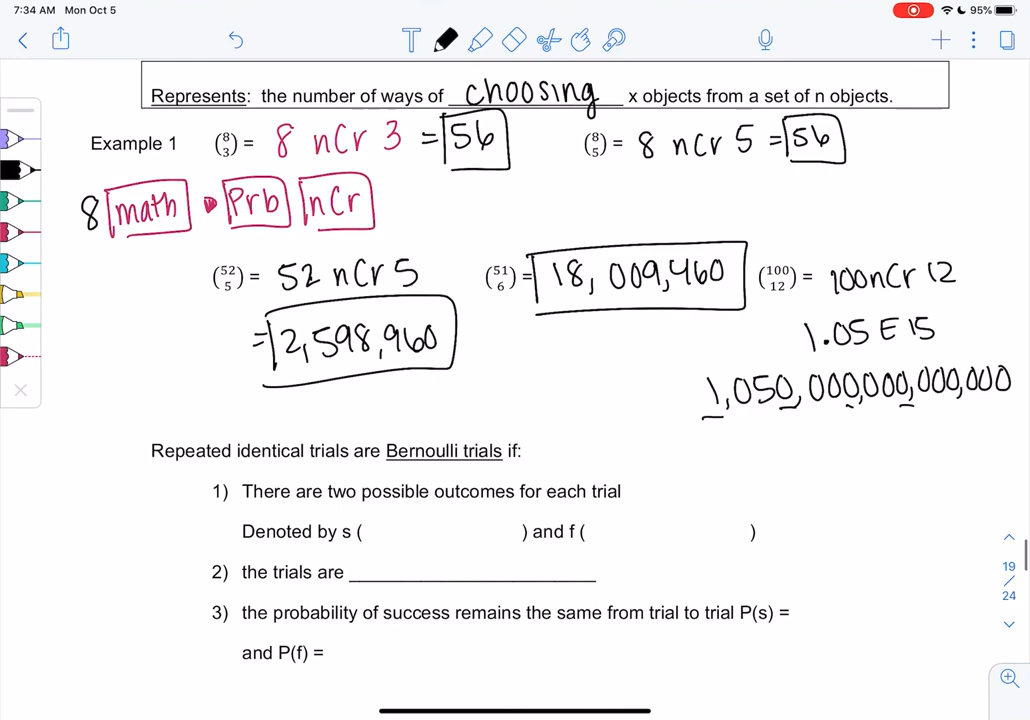 7:34 AM Mon Oct 5
95%
T
Represents: the number of ways of choosing x objects from a set of n objects.
Example 1 (8 3) = 8 nCr 3 = 56 (8 5) = 8 nCr 5 = 56
8 math Prb nCr
(52 5) = 52 nCr 5 (51 6) = 18,009,460 (100 12) = 100 nCr 12
= 2,598,960
1.05 E 15
1,050,000,000,000,000
Repeated identical trials are Bernoulli trials if:
1) There are two possible outcomes for each trial
Denoted by s ( ) and f ( )
2) the trials are ____________________
3) the probability of success remains the same from trial to trial P(s) =
and P(f) =
19
/
24